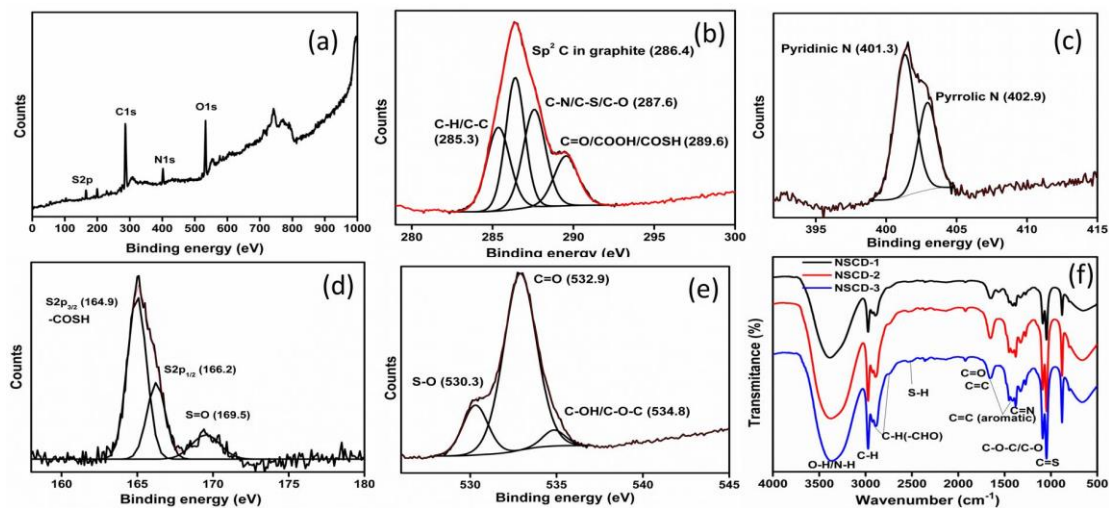 (a)
Counts
C1s
O1s
N1s
S2p
0 100 200 300 400 500 600 700 800 900 1000
Binding energy (eV)
(b)
Counts
Sp² C in graphite (286.4)
C-N/C-S/C-O (287.6)
C-H/C-C
(285.3)
C=O/COOH/COSH (289.6)
280 285 290 295 300
Binding energy (eV)
(c)
Counts
Pyridinic N (401.3)
Pyrrolic N (402.9)
395 400 405 410 415
Binding energy (eV)
(d)
Counts
S2p3/2 (164.9)
-COSH
S2p1/2 (166.2)
S=O (169.5)
160 165 170 175 180
Binding energy (eV)
(e)
Counts
C=O (532.9)
S-O (530.3)
C-OH/C-O-C (534.8)
530 535 540 545
Binding energy (eV)
(f)
Transmitance (%)
NSCD-1
NSCD-2
NSCD-3
S-H
C=O
C=C
C=N
C=C (aromatic)
C-H(-CHO)
C-O-C/C-O
O-H/N-H
C-H
C=S
4000 3500 3000 2500 2000 1500 1000 500
Wavenumber (cm⁻¹)